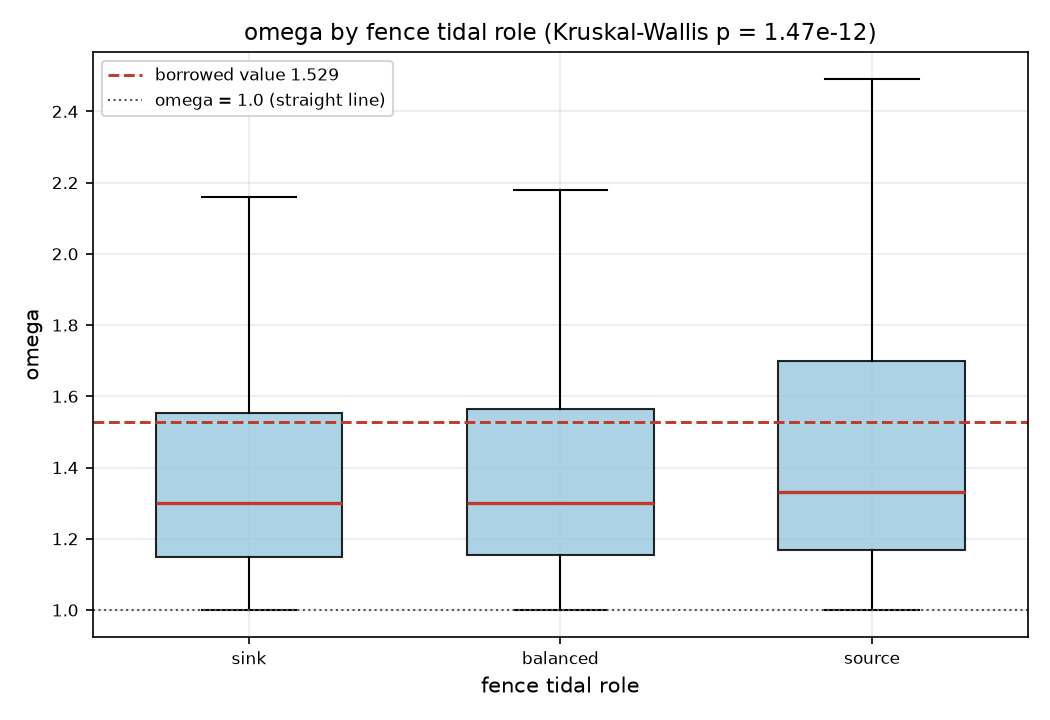 omega by fence tidal role (Kruskal-Wallis p = 1.47e-12)
borrowed value 1.529
omega = 1.0 (straight line)
2.4
2.2
2.0
1.8
1.6
1.4
1.2
1.0
omega
sink
balanced
source
fence tidal role